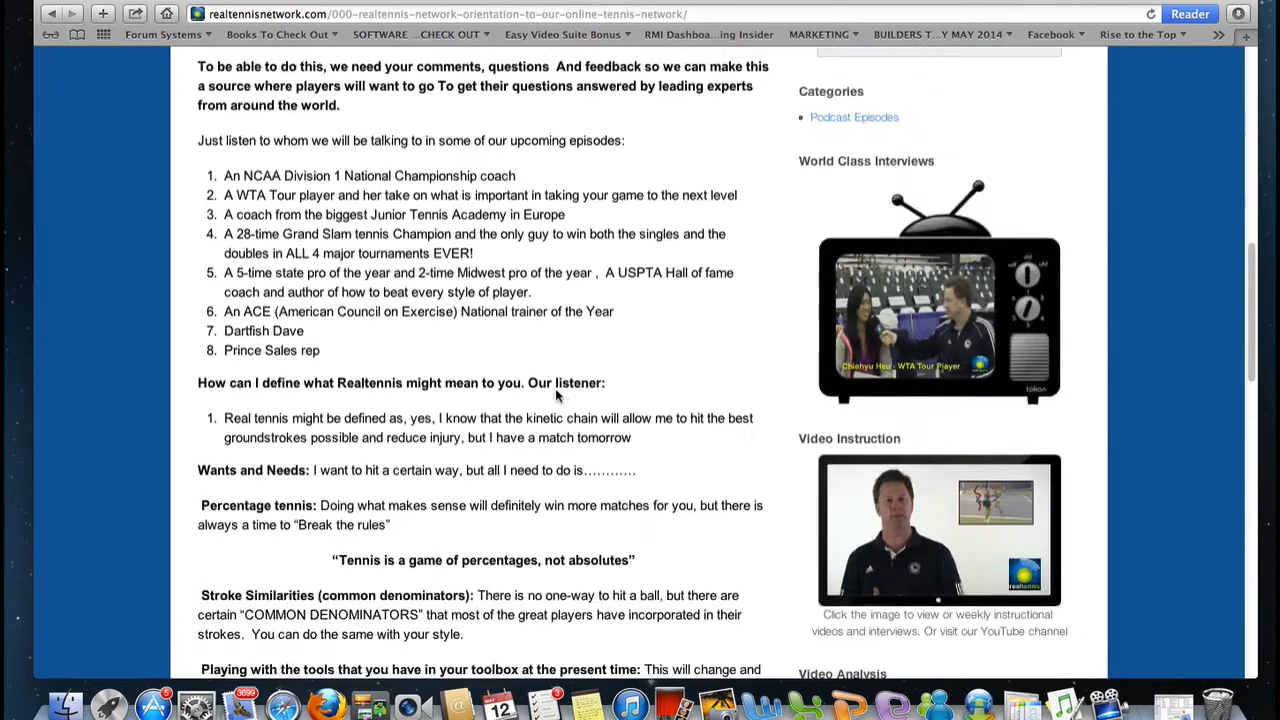 realtennisnetwork.com/000-realtennis-network-orientation-to-our-online-tennis-network/
Reader
Forum Systems
Books To Check Out
SOFTWARE ...CHECK OUT
Easy Video Suite Bonus
RMI Dashboa...ing Insider
MARKETING
BUILDERS T...Y MAY 2014
Facebook
Rise to the Top
To be able to do this, we need your comments, questions And feedback so we can make this
a source where players will want to go To get their questions answered by leading experts
from around the world.
Just listen to whom we will be talking to in some of our upcoming episodes:
1. An NCAA Division 1 National Championship coach
2. A WTA Tour player and her take on what is important in taking your game to the next level
3. A coach from the biggest Junior Tennis Academy in Europe
4. A 28-time Grand Slam tennis Champion and the only guy to win both the singles and the
doubles in ALL 4 major tournaments EVER!
5. A 5-time state pro of the year and 2-time Midwest pro of the year , A USPTA Hall of fame
coach and author of how to beat every style of player.
6. An ACE (American Council on Exercise) National trainer of the Year
7. Dartfish Dave
8. Prince Sales rep
How can I define what Realtennis might mean to you. Our listener:
1. Real tennis might be defined as, yes, I know that the kinetic chain will allow me to hit the best
groundstrokes possible and reduce injury, but I have a match tomorrow
Wants and Needs: I want to hit a certain way, but all I need to do is…………
Percentage tennis: Doing what makes sense will definitely win more matches for you, but there is
always a time to “Break the rules”
“Tennis is a game of percentages, not absolutes”
Stroke Similarities (common denominators): There is no one-way to hit a ball, but there are
certain “COMMON DENOMINATORS” that most of the great players have incorporated in their
strokes. You can do the same with your style.
Playing with the tools that you have in your toolbox at the present time: This will change and
Categories
• Podcast Episodes
World Class Interviews
Chiehyu Hsu - WTA Tour Player
tokon
Video Instruction
realtennis
Click the image to view or weekly instructional
videos and interviews. Or visit our YouTube channel
Video Analysis
5
3699
MAY
12
3